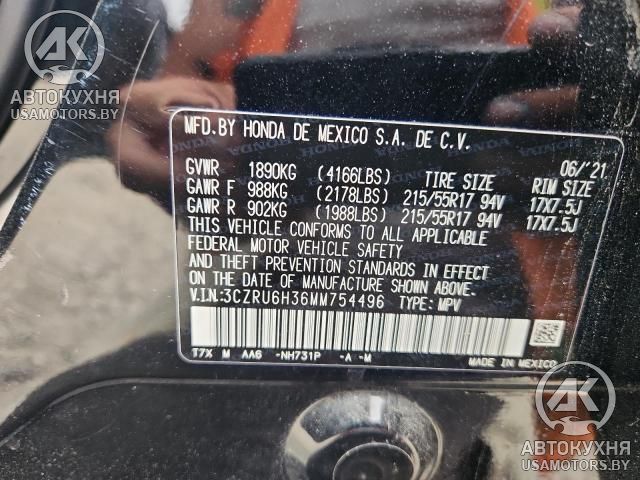 AK
АВТОКУХНЯ
USAMOTORS.BY
MFD.BY HONDA DE MEXICO S.A. DE C.V.
GVWR 1890KG (4166LBS) 06/'21
GAWR F 988KG (2178LBS) TIRE SIZE RIM SIZE
GAWR R 902KG (1988LBS) 215/55R17 94V 17X7.5J
215/55R17 94V 17X7.5J
THIS VEHICLE CONFORMS TO ALL APPLICABLE
FEDERAL MOTOR VEHICLE SAFETY
AND THEFT PREVENTION STANDARDS IN EFFECT
ON THE DATE OF MANUFACTURE SHOWN ABOVE.
V.I.N.:3CZRU6H36MM754496 TYPE: MPV
T7X M AA6 -NH731P -A -M
MADE IN MEXICO
AK
АВТОКУХНЯ
USAMOTORS.BY